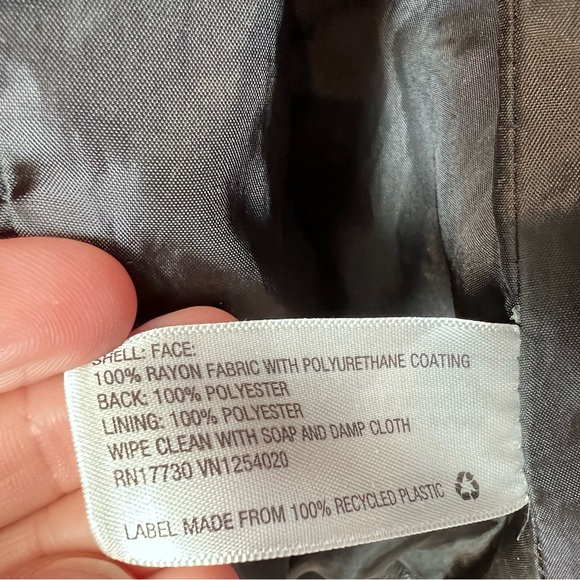 SHELL: FACE:
100% RAYON FABRIC WITH POLYURETHANE COATING
BACK: 100% POLYESTER
LINING: 100% POLYESTER
WIPE CLEAN WITH SOAP AND DAMP CLOTH
RN17730 VN1254020
LABEL MADE FROM 100% RECYCLED PLASTIC